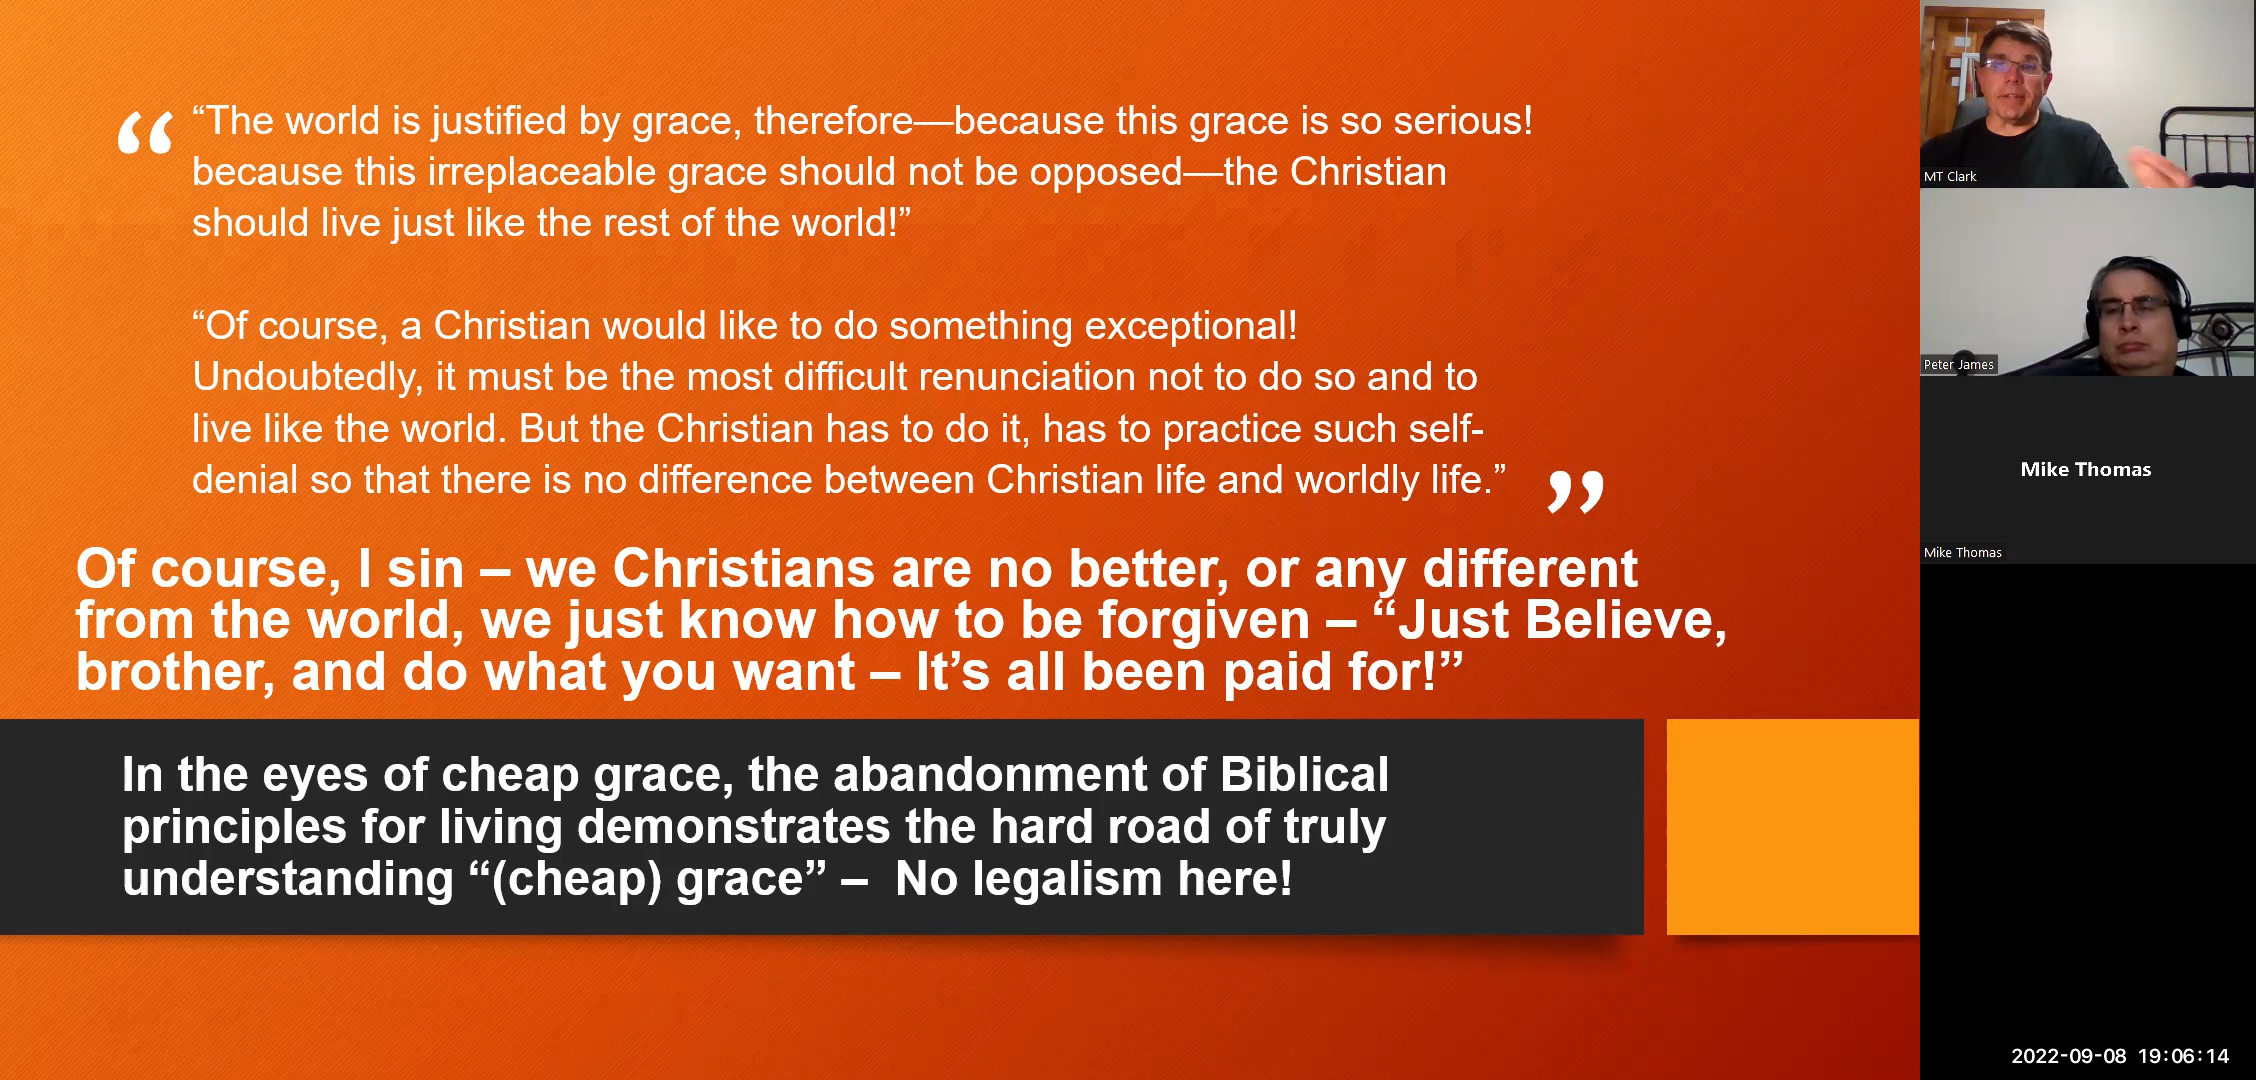 “The world is justified by grace, therefore—because this grace is so serious!
because this irreplaceable grace should not be opposed—the Christian
should live just like the rest of the world!”
“Of course, a Christian would like to do something exceptional!
Undoubtedly, it must be the most difficult renunciation not to do so and to
live like the world. But the Christian has to do it, has to practice such self-
denial so that there is no difference between Christian life and worldly life.”
Of course, I sin – we Christians are no better, or any different
from the world, we just know how to be forgiven – “Just Believe,
brother, and do what you want – It’s all been paid for!”
In the eyes of cheap grace, the abandonment of Biblical
principles for living demonstrates the hard road of truly
understanding “(cheap) grace” –  No legalism here!
MT Clark
Peter James
Mike Thomas
Mike Thomas
2022-09-08 19:06:14